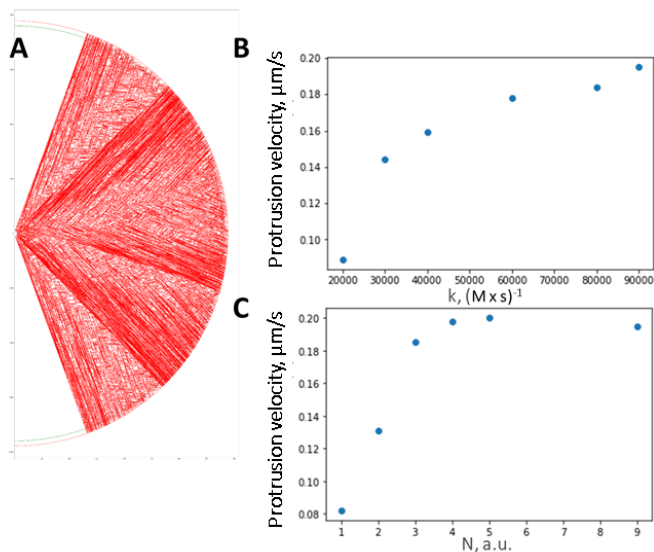 A
B
Protrusion velocity, µm/s
0.20
0.18
0.16
0.14
0.12
0.10
20000 30000 40000 50000 60000 70000 80000 90000
k, (M x s)⁻¹
C
Protrusion velocity, µm/s
0.20
0.18
0.16
0.14
0.12
0.10
0.08
1 2 3 4 5 6 7 8 9
N, a.u.